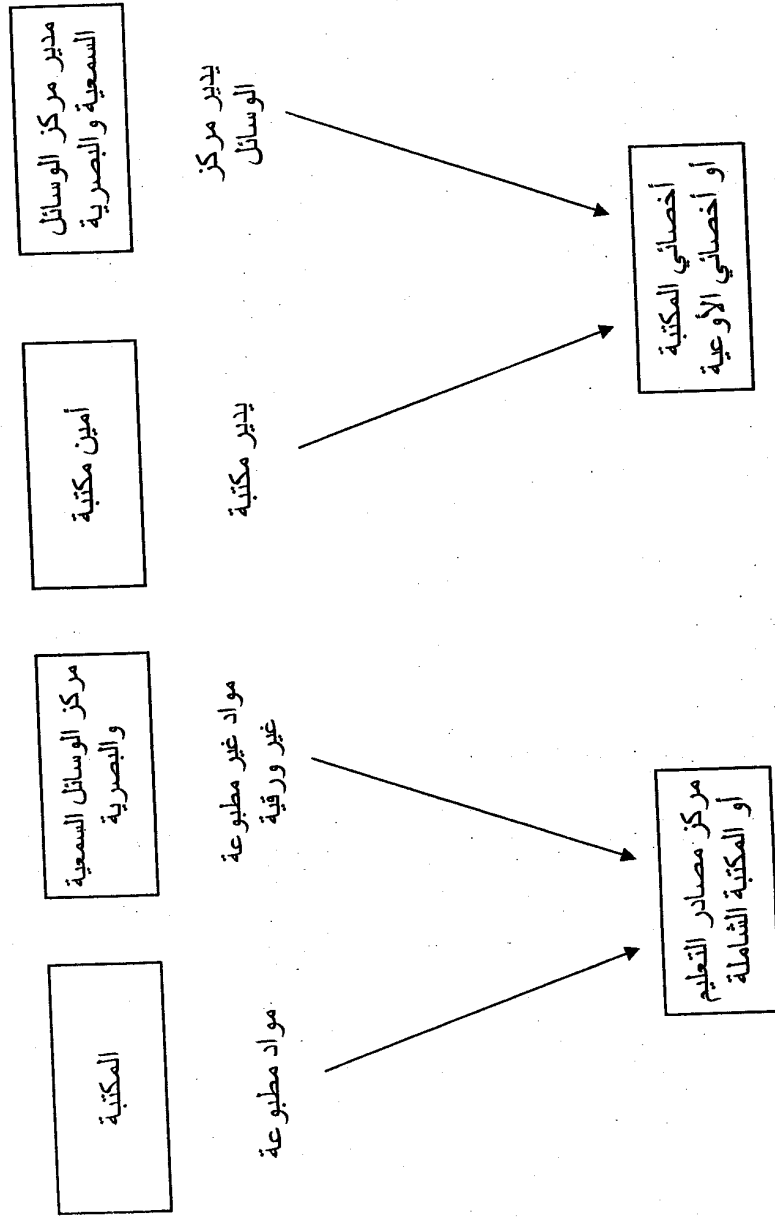 مدير مركز الوسائل
السمعية والبصرية
أمين مكتبة
مركز الوسائل السمعية
والبصرية
المكتبة
يدير مركز
الوسائل
يدير مكتبة
مواد غير مطبوعة
غير ورقية
مواد مطبوعة
أخصائي المكتبة
أو أخصائي الأوعية
مركز مصادر التعليم
أو المكتبة الشاملة